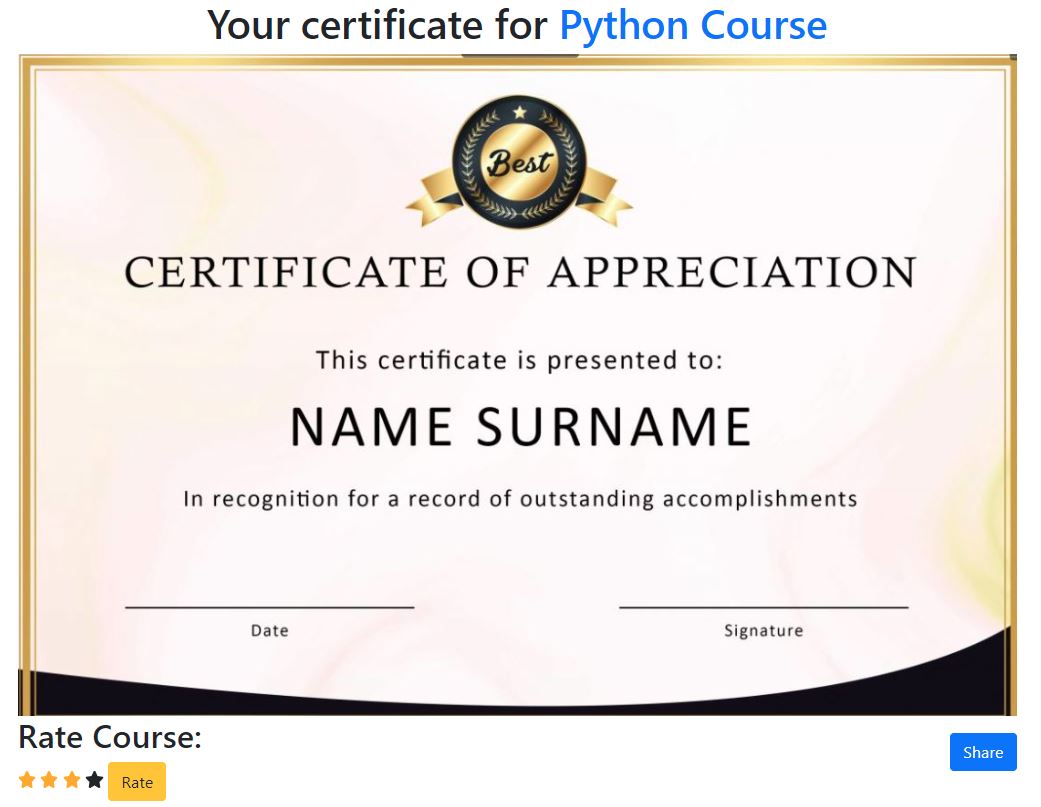 Your certificate for Python Course
Best
CERTIFICATE OF APPRECIATION
This certificate is presented to:
NAME SURNAME
In recognition for a record of outstanding accomplishments
Date
Signature
Rate Course:
Rate
Share